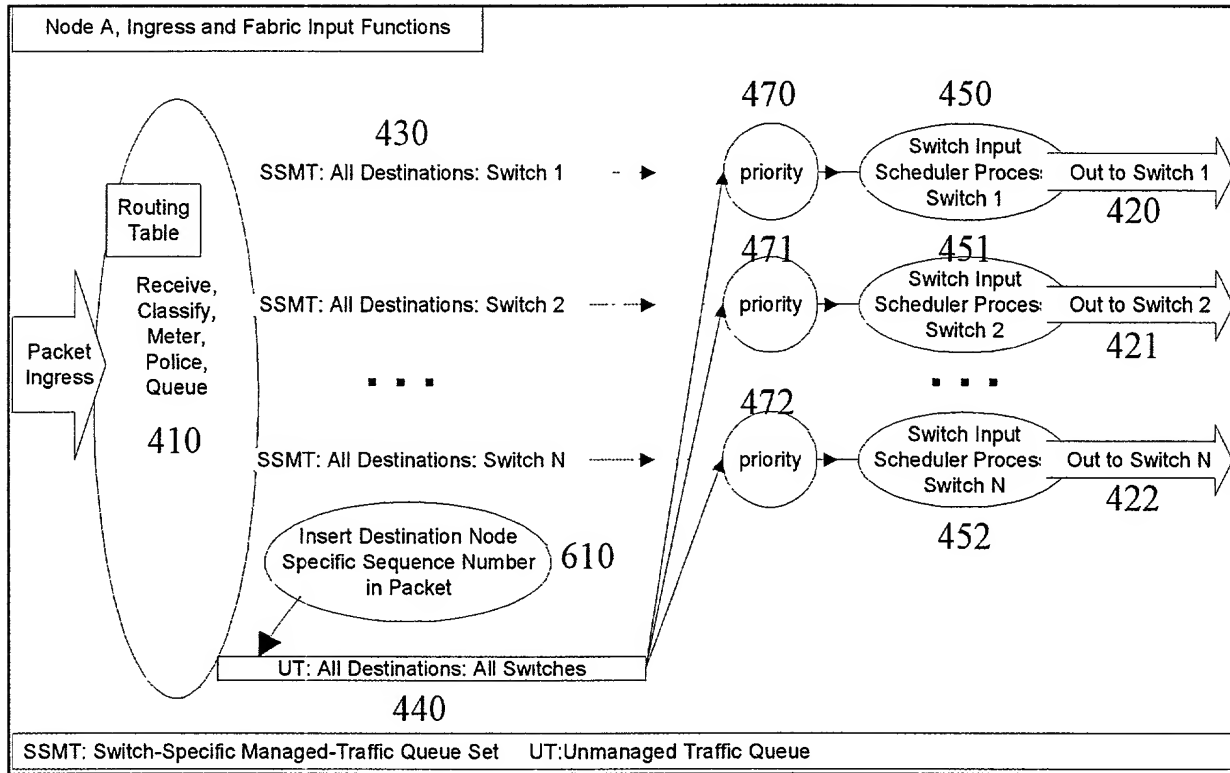 Node A, Ingress and Fabric Input Functions
470
450
430
SSMT: All Destinations: Switch 1
priority
Switch Input
Scheduler Process
Switch 1
Out to Switch 1
420
Routing
Table
471
451
Receive,
Classify,
Meter,
Police,
Queue
SSMT: All Destinations: Switch 2
priority
Switch Input
Scheduler Process
Switch 2
Out to Switch 2
421
Packet
Ingress
410
472
SSMT: All Destinations: Switch N
priority
Switch Input
Scheduler Process
Switch N
Out to Switch N
422
452
Insert Destination Node
Specific Sequence Number
in Packet
610
UT: All Destinations: All Switches
440
SSMT: Switch-Specific Managed-Traffic Queue Set UT:Unmanaged Traffic Queue